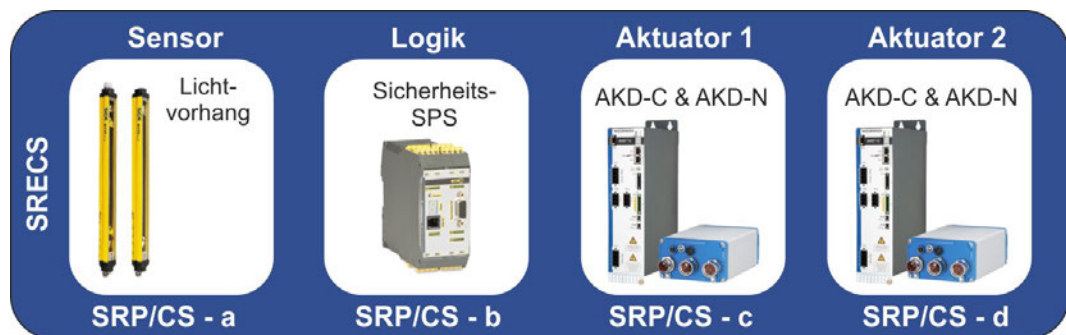 Sensor
Logik
Aktuator 1
Aktuator 2
SRECS
Licht-
vorhang
Sicherheits-
SPS
AKD-C & AKD-N
AKD-C & AKD-N
SRP/CS - a
SRP/CS - b
SRP/CS - c
SRP/CS - d